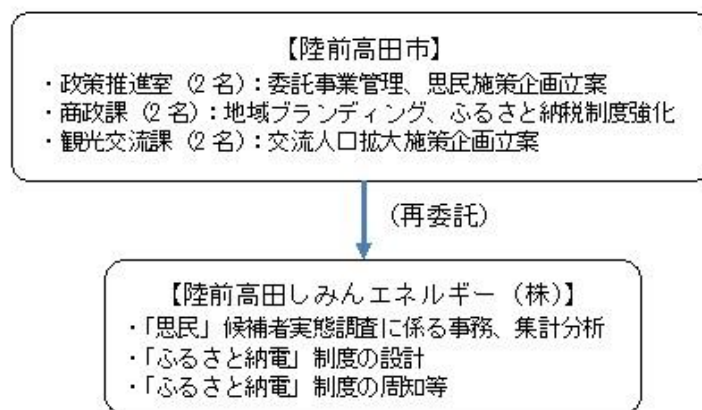 【陸前高田市】
・政策推進室（2名）：委託事業管理、思民施策企画立案
・商政課（2名）：地域ブランディング、ふるさと納税制度強化
・観光交流課（2名）：交流人口拡大施策企画立案
（再委託）
【陸前高田しみんエネルギー（株）】
・「思民」候補者実態調査に係る事務、集計分析
・「ふるさと納電」制度の設計
・「ふるさと納電」制度の周知等